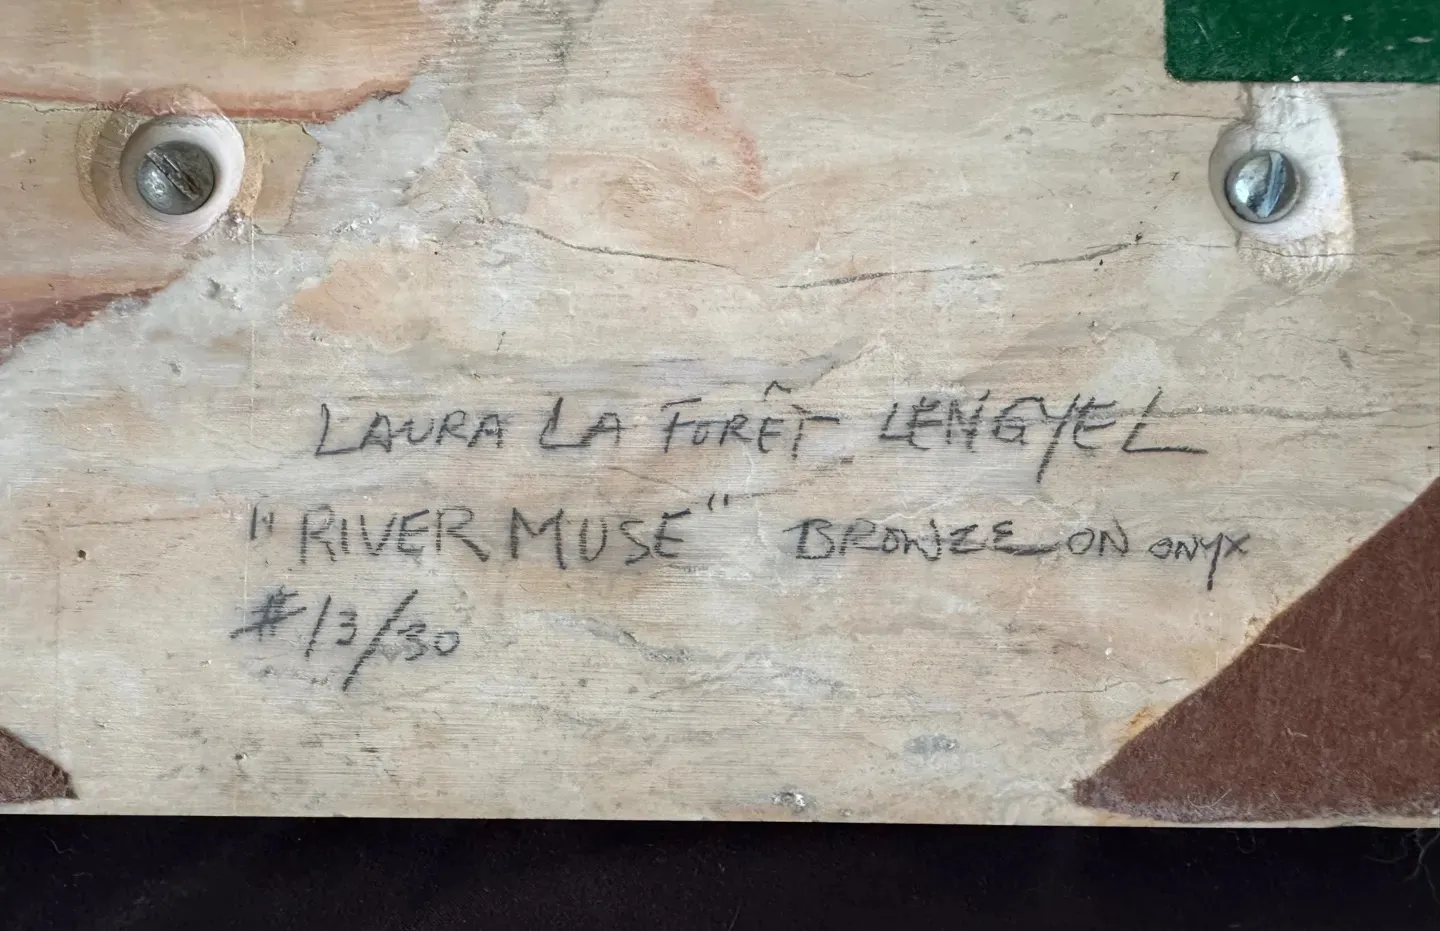 LAURA LA FORÊT LENGYEL
"RIVER MUSE" BRONZE ON ONYX
#13/30